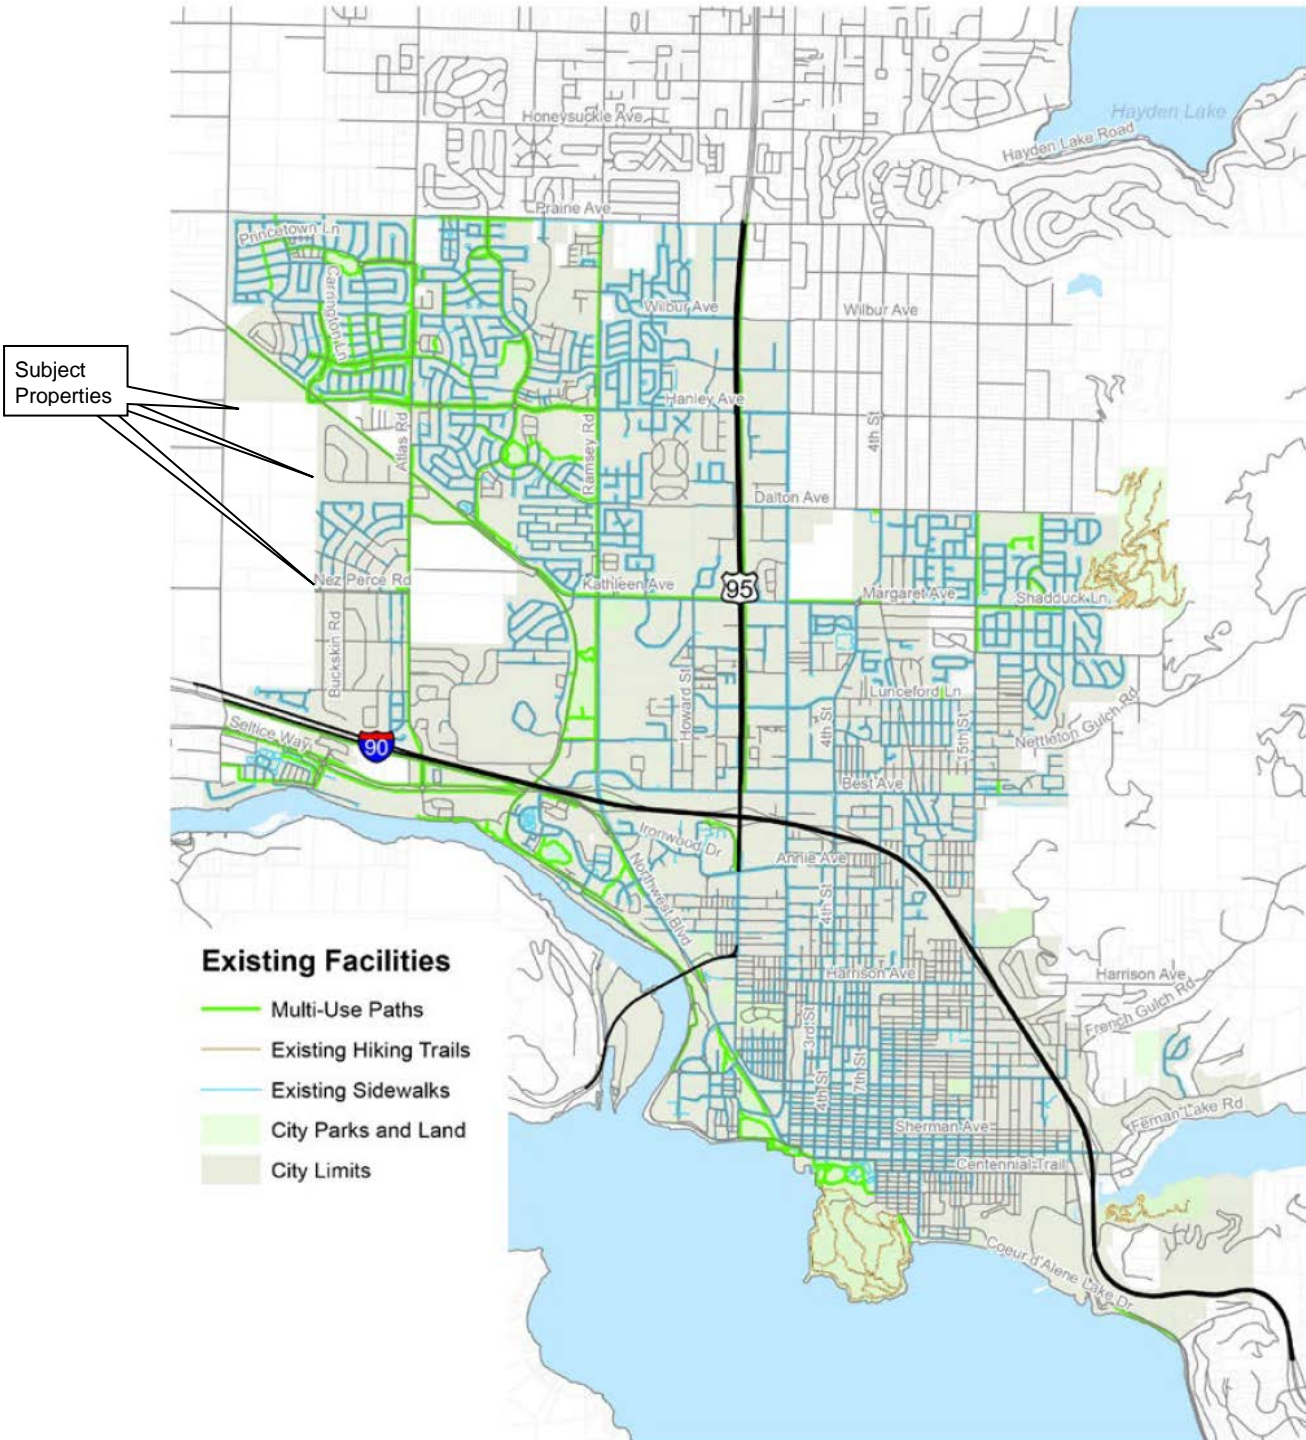 Hayden Lake
Honeysuckle Ave
Hayden Lake Road
Praine Ave
Princetown Ln
Carrington Ln
Wilbur Ave
Wilbur Ave
Subject
Properties
Hanley Ave
Atlas Rd
Ramsey Rd
4th St
Dalton Ave
Nez Perce Rd
Kathleen Ave
95
Margaret Ave
Shadduck Ln
Buckskin Rd
Howard St
Lunceford Ln
4th St
15th St
Nettleton Gulch Rd
Seltice Way
90
Best Ave
Ironwood Dr
Annie Ave
Northwest Blvd
4th St
Harrison Ave
Harrison Ave
French Gulch Rd
3rd St
7th St
4th St
Fernan Lake Rd
Sherman Ave
Centennial Trail
Coeur d'Alene Lake Dr
Existing Facilities
Multi-Use Paths
Existing Hiking Trails
Existing Sidewalks
City Parks and Land
City Limits